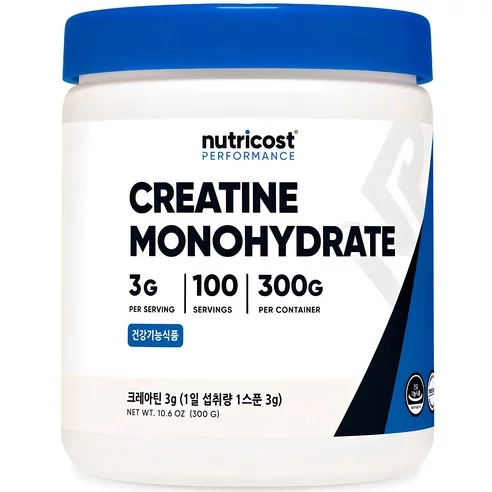 nutricost®
PERFORMANCE
CREATINE
MONOHYDRATE
3G 100 300G
PER SERVING SERVINGS PER CONTAINER
건강기능식품
크레아틴 3g (1일 섭취량 1스푼 3g)
NET WT. 10.6 OZ (300 G)